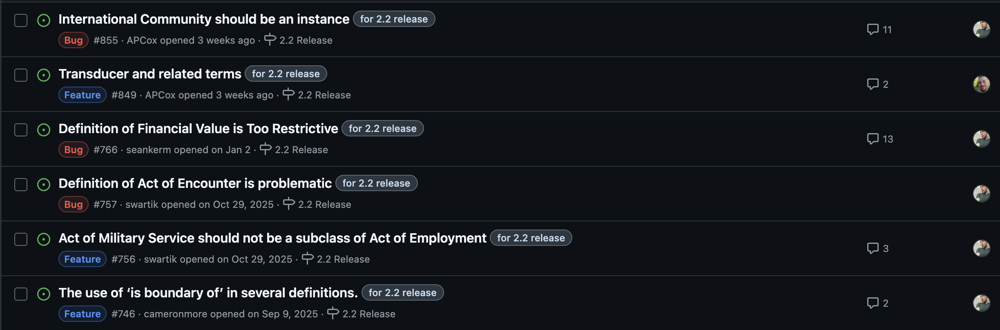 International Community should be an instance for 2.2 release
11
Bug #855 · APCox opened 3 weeks ago · 2.2 Release
Transducer and related terms for 2.2 release
2
Feature #849 · APCox opened 3 weeks ago · 2.2 Release
Definition of Financial Value is Too Restrictive for 2.2 release
13
Bug #766 · seankerm opened on Jan 2 · 2.2 Release
Definition of Act of Encounter is problematic for 2.2 release
Bug #757 · swartik opened on Oct 29, 2025 · 2.2 Release
Act of Military Service should not be a subclass of Act of Employment for 2.2 release
3
Feature #756 · swartik opened on Oct 29, 2025 · 2.2 Release
The use of ‘is boundary of’ in several definitions. for 2.2 release
2
Feature #746 · cameronmore opened on Sep 9, 2025 · 2.2 Release